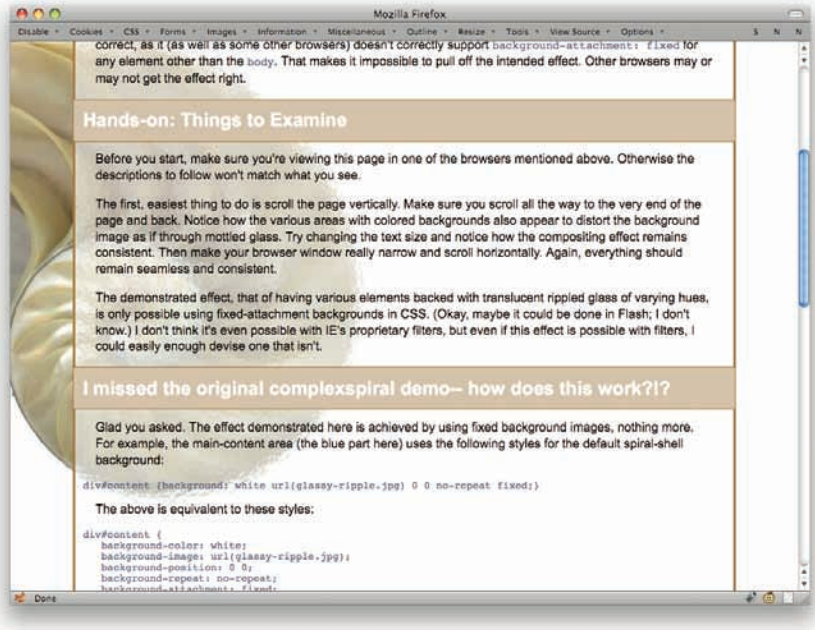 Mozilla Firefox
Disable Cookies CSS Forms Images Information Miscellaneous Outline Resize Tools View Source Options S N N
correct, as it (as well as some other browsers) doesn't correctly support background-attachment: fixed for
any element other than the body. That makes it impossible to pull off the intended effect. Other browsers may or
may not get the effect right.
Hands-on: Things to Examine
Before you start, make sure you're viewing this page in one of the browsers mentioned above. Otherwise the
descriptions to follow won't match what you see.
The first, easiest thing to do is scroll the page vertically. Make sure you scroll all the way to the very end of the
page and back. Notice how the various areas with colored backgrounds also appear to distort the background
image as if through mottled glass. Try changing the text size and notice how the compositing effect remains
consistent. Then make your browser window really narrow and scroll horizontally. Again, everything should
remain seamless and consistent.
The demonstrated effect, that of having various elements backed with translucent rippled glass of varying hues,
is only possible using fixed-attachment backgrounds in CSS. (Okay, maybe it could be done in Flash; I don't
know.) I don't think it's even possible with IE's proprietary filters, but even if this effect is possible with filters, I
could easily enough devise one that isn't.
I missed the original complexspiral demo-- how does this work?!?
Glad you asked. The effect demonstrated here is achieved by using fixed background images, nothing more.
For example, the main-content area (the blue part here) uses the following styles for the default spiral-shell
background:
div#content {background: white url(glassy-ripple.jpg) 0 0 no-repeat fixed;}
The above is equivalent to these styles:
div#content {
background-color: white;
background-image: url(glassy-ripple.jpg);
background-position: 0 0;
background-repeat: no-repeat;
background-attachment: fixed;
Done